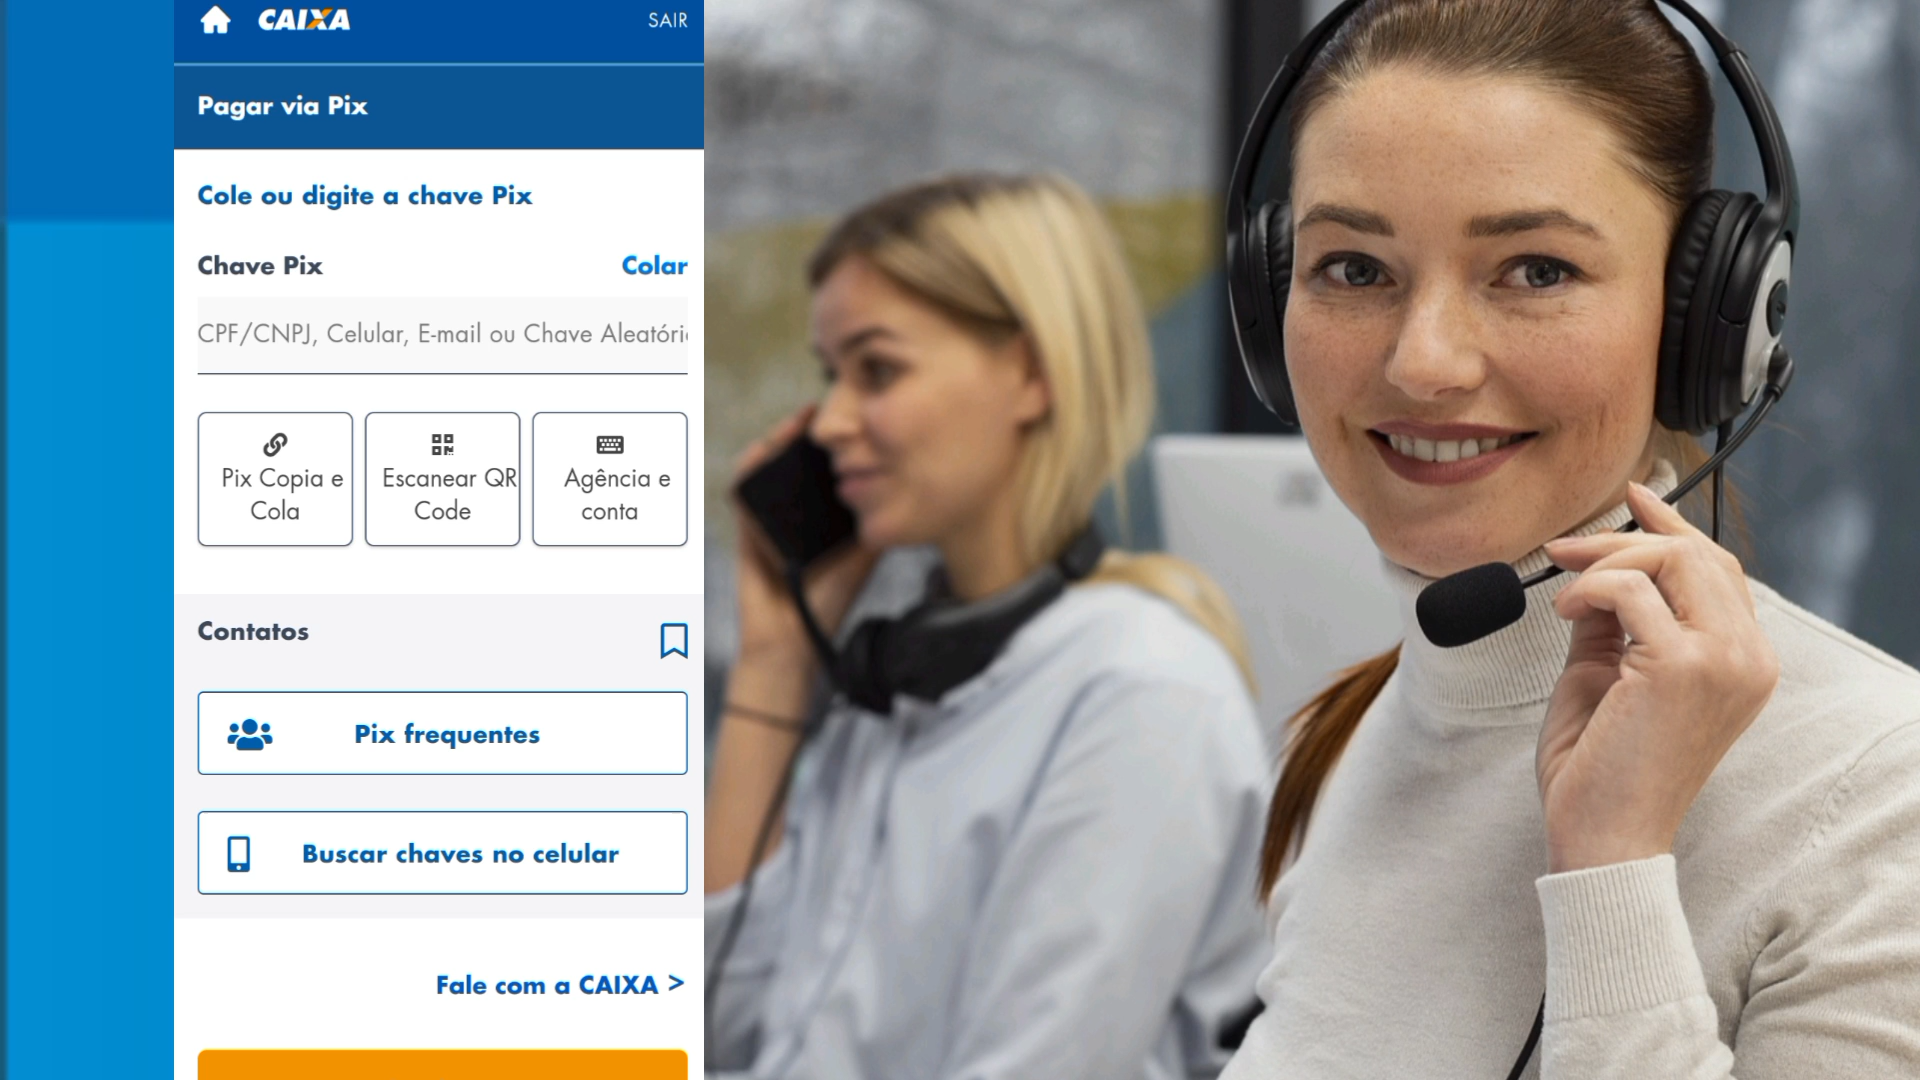 CAIXA
SAIR
Pagar via Pix
Cole ou digite a chave Pix
Chave Pix
Colar
CPF/CNPJ, Celular, E-mail ou Chave Aleatóri
Pix Copia e
Cola
Escanear QR
Code
Agência e
conta
Contatos
Pix frequentes
Buscar chaves no celular
Fale com a CAIXA >